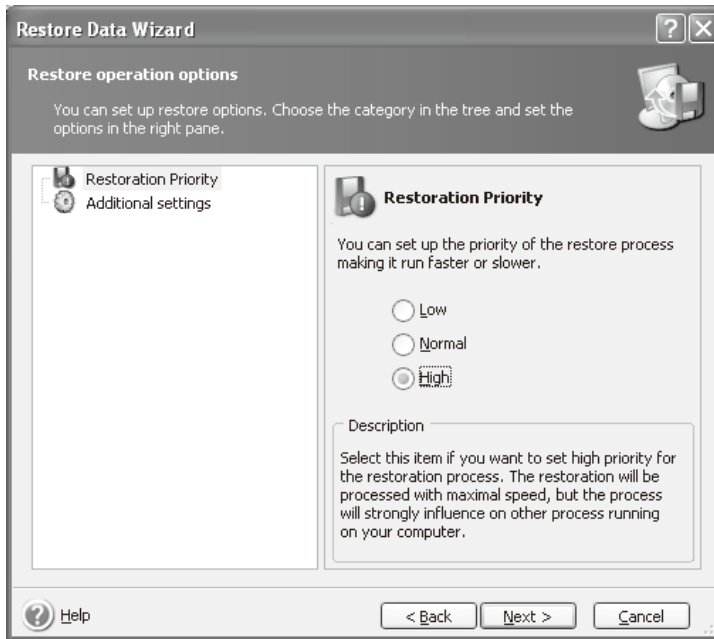 Restore Data Wizard
Restore operation options
You can set up restore options. Choose the category in the tree and set the
options in the right pane.
Restoration Priority
Additional settings
Restoration Priority
You can set up the priority of the restore process
making it run faster or slower.
Low
Normal
High
Description
Select this item if you want to set high priority for
the restoration process. The restoration will be
processed with maximal speed, but the process
will strongly influence on other process running
on your computer.
Help
< Back
Next >
Cancel